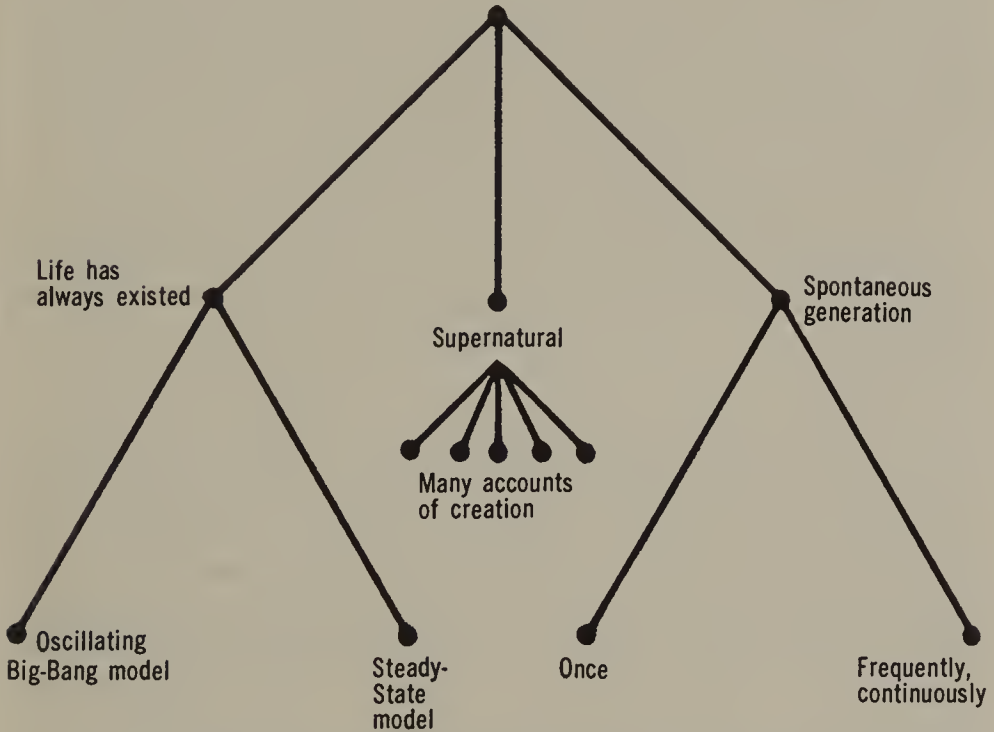 Life has
always existed
Spontaneous
generation
Supernatural
Many accounts
of creation
Oscillating
Big-Bang model
Steady-
State
model
Once
Frequently,
continuously